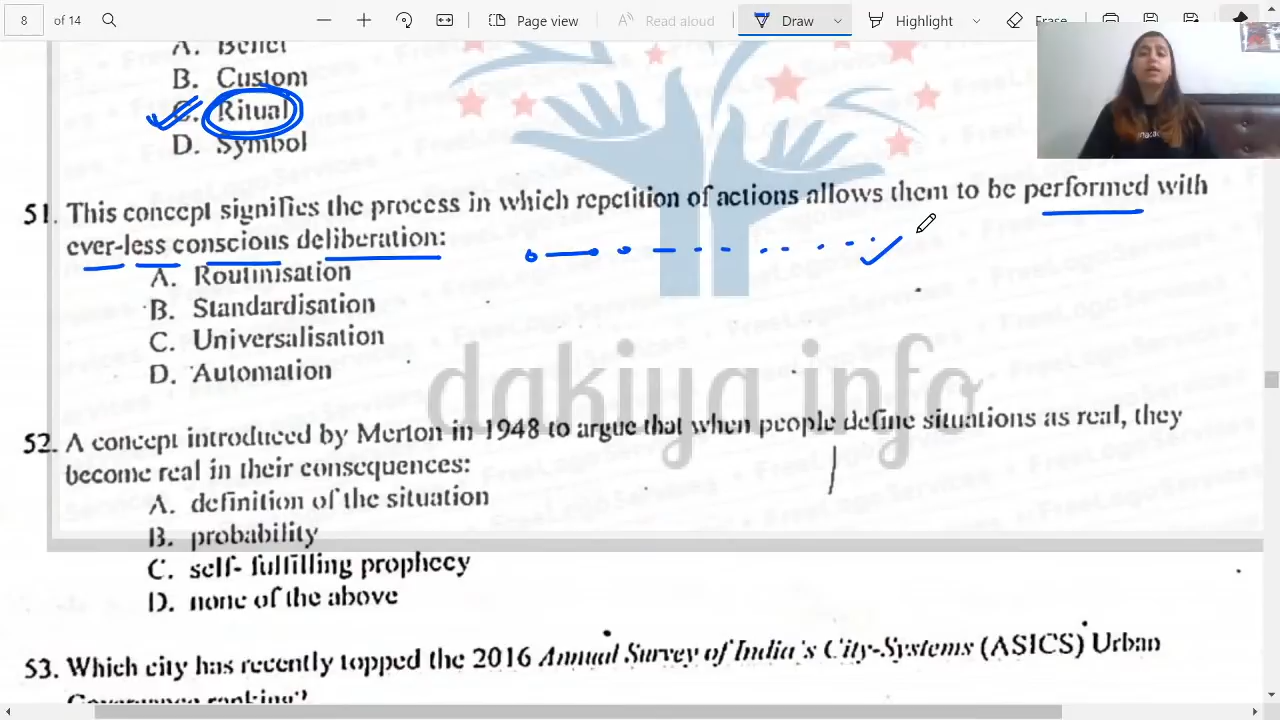 8 of 14 Page view Read aloud Draw Highlight Erase
A. Belief
B. Custom
C. Ritual
D. Symbol
51. This concept signifies the process in which repetition of actions allows them to be performed with
ever-less conscious deliberation:
A. Routinisation
B. Standardisation
C. Universalisation
D. Automation
dakiya info
52. A concept introduced by Merton in 1948 to argue that when people define situations as real, they
become real in their consequences:
A. definition of the situation
B. probability
C. self- fulfilling prophecy
D. none of the above
53. Which city has recently topped the 2016 Annual Survey of India's City-Systems (ASICS) Urban
Governance ranking?